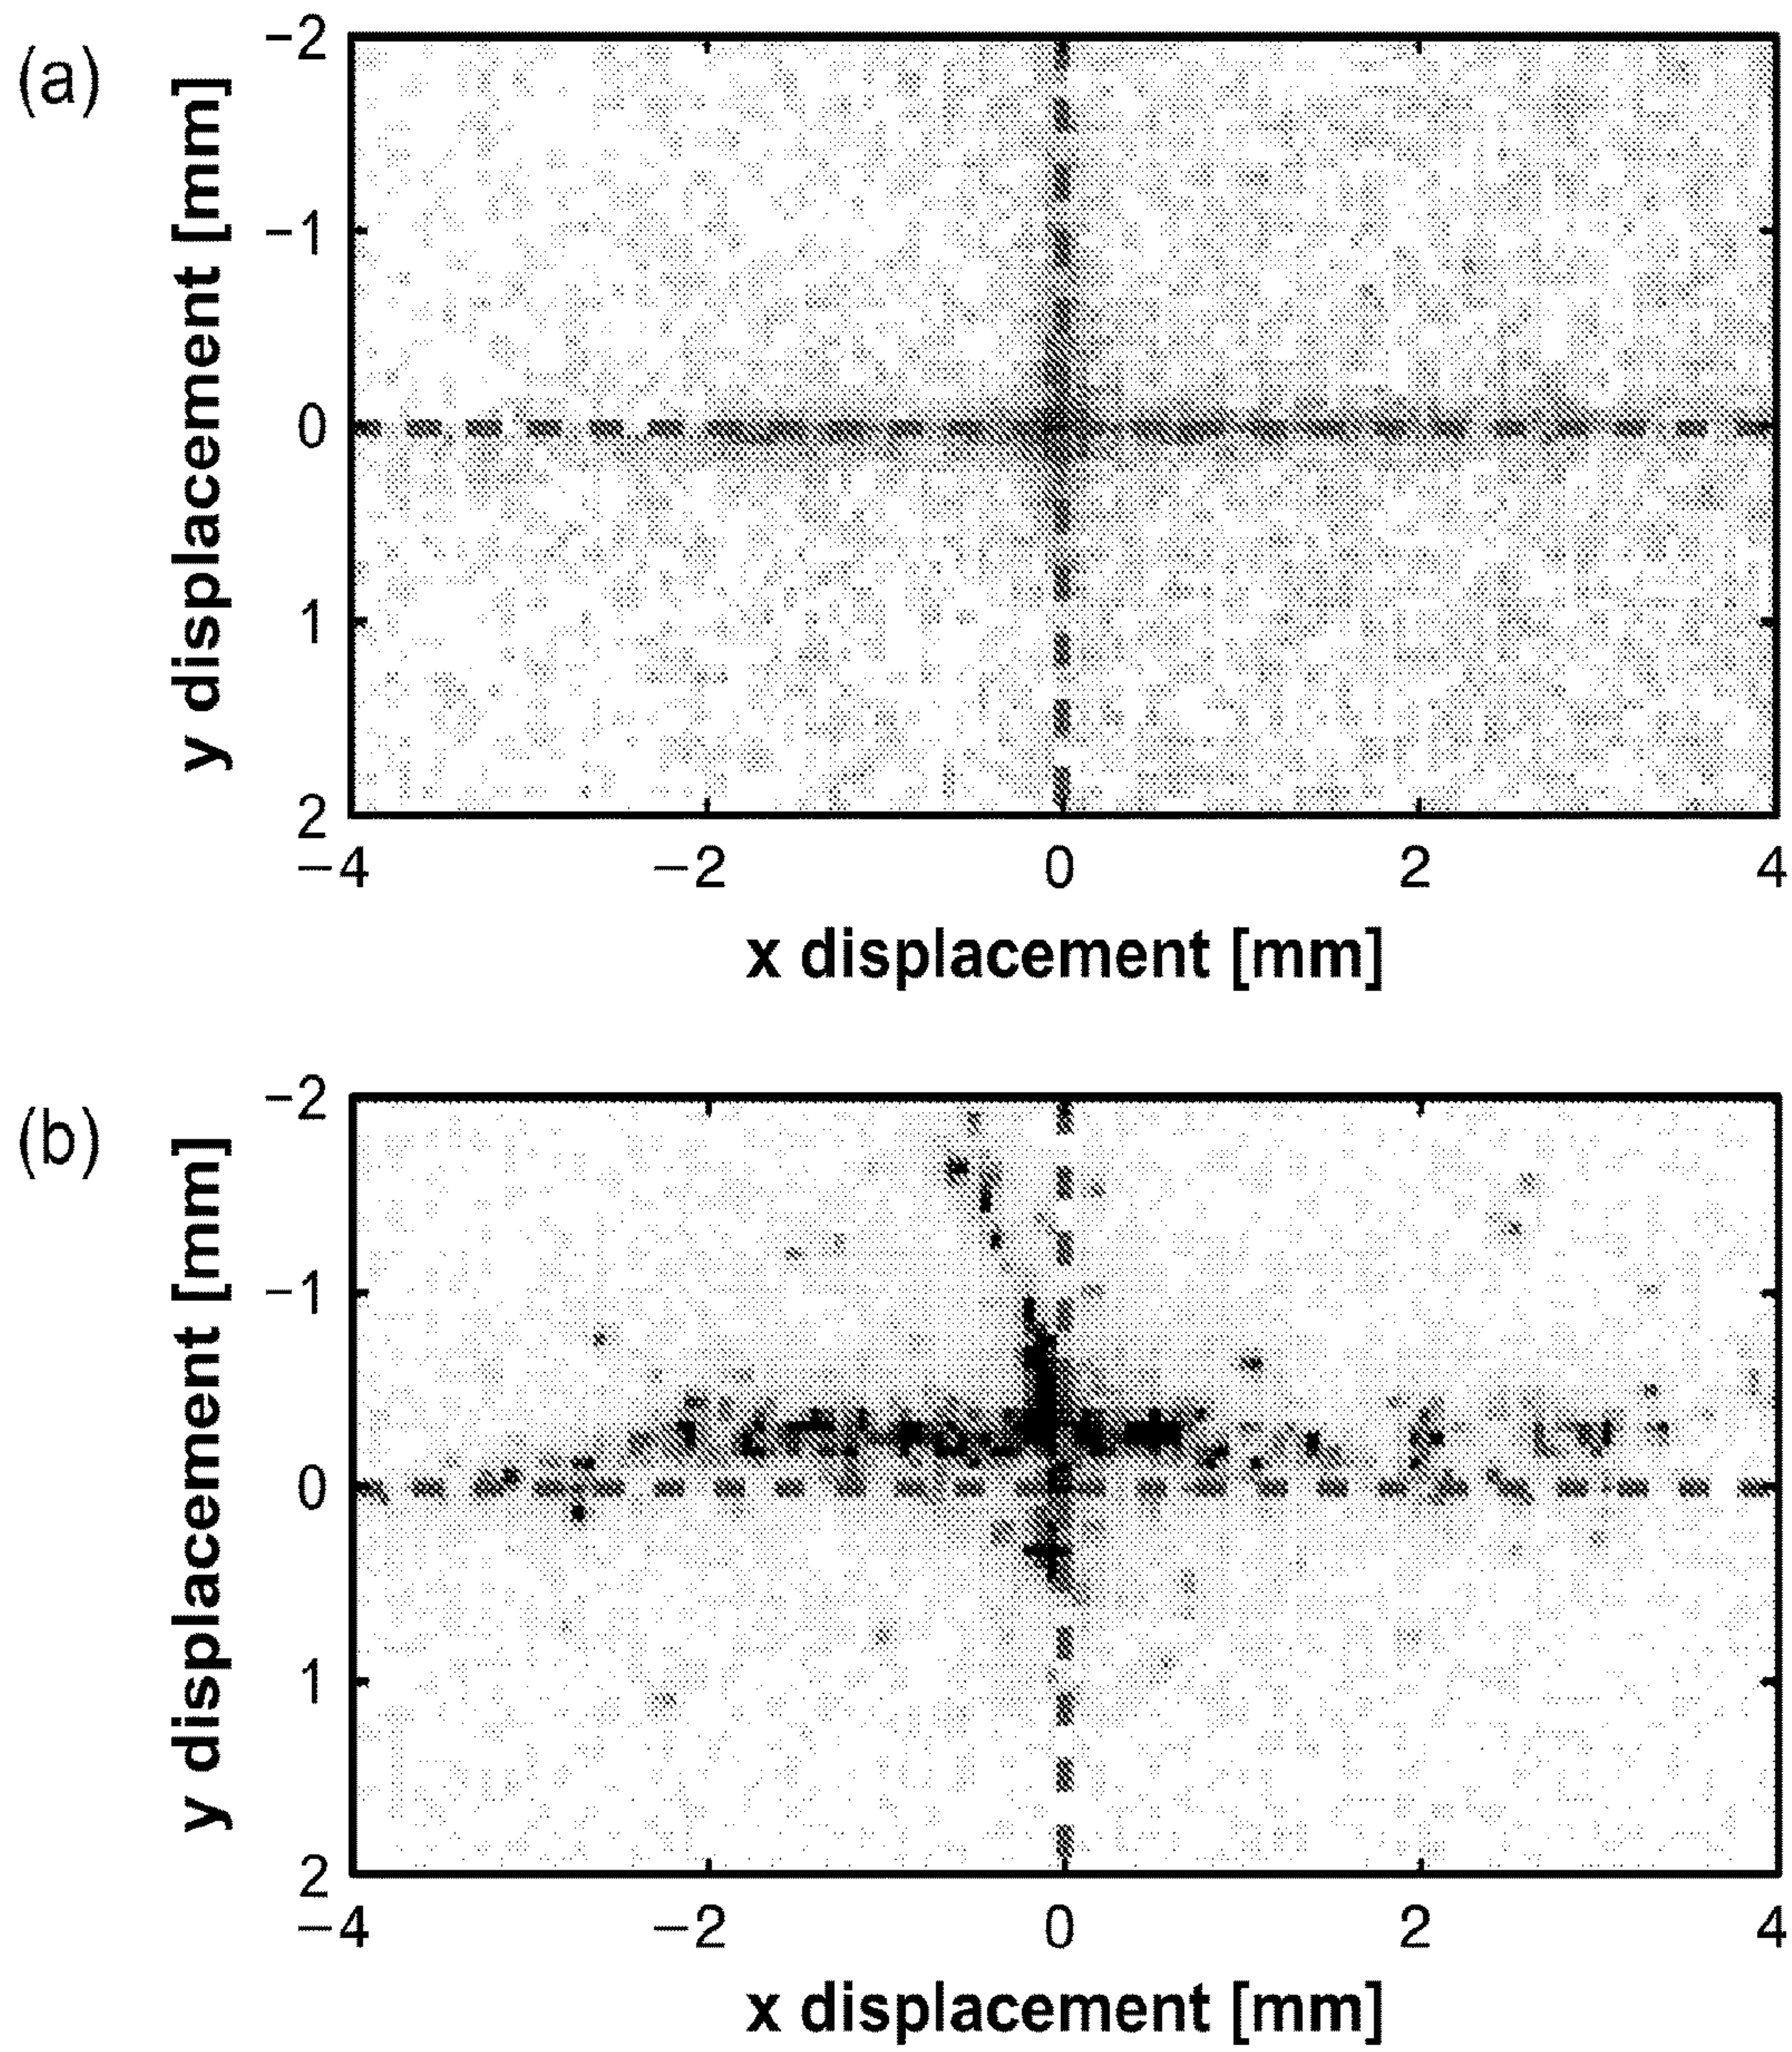 (a)
y displacement [mm]
−2
−1
0
1
2
−4 −2 0 2 4
x displacement [mm]
(b)
y displacement [mm]
−2
−1
0
1
2
−4 −2 0 2 4
x displacement [mm]